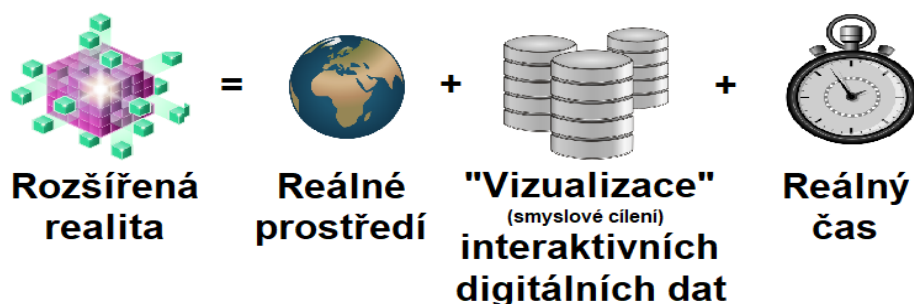 Rozšířená
realita
=
Reálné
prostředí
+
"Vizualizace"
(smyslové cílení)
interaktivních
digitálních dat
+
Reálný
čas